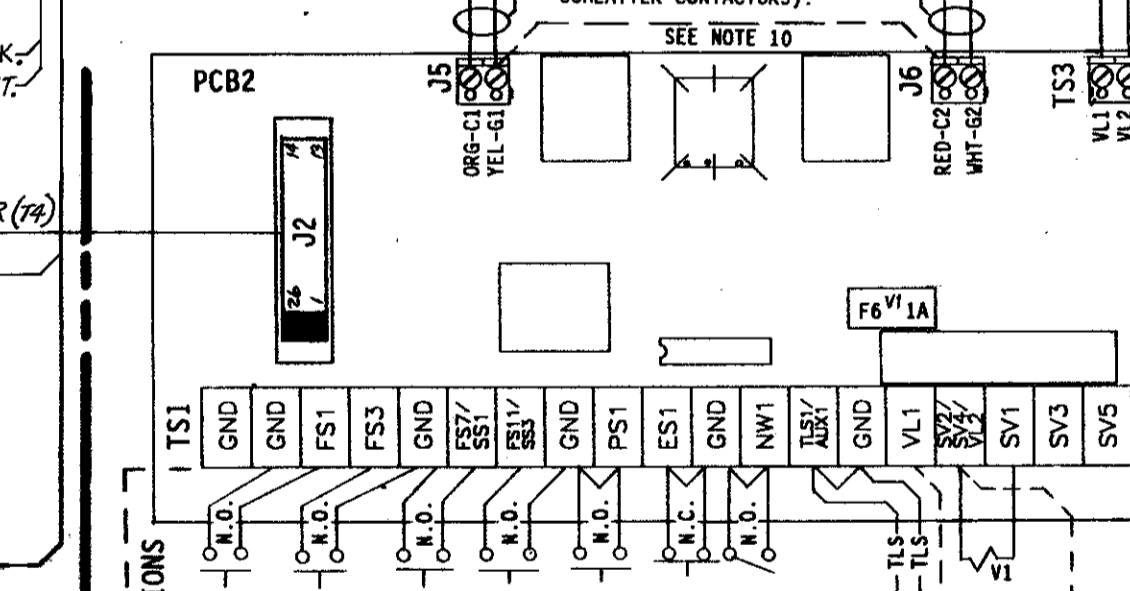 SEE NOTE 10
K.
T.
PCB2
J5
J6
TS3
ORG-C1
YEL-G1
RED-C2
WHT-G2
VL1
VL2
14
13
R (T4)
J2
26
1
F6 V1 1A
TS1
GND
GND
FS1
FS3
GND
FS7/
SS1
FS11/
SS3
GND
PS1
ES1
GND
NW1
TLS1/
AUX1
GND
VL1
SV2/
SV4/
VL2
SV1
SV3
SV5
N.O.
N.O.
N.O.
N.O.
N.O.
N.C.
N.O.
TLS
TLS
V1
IONS